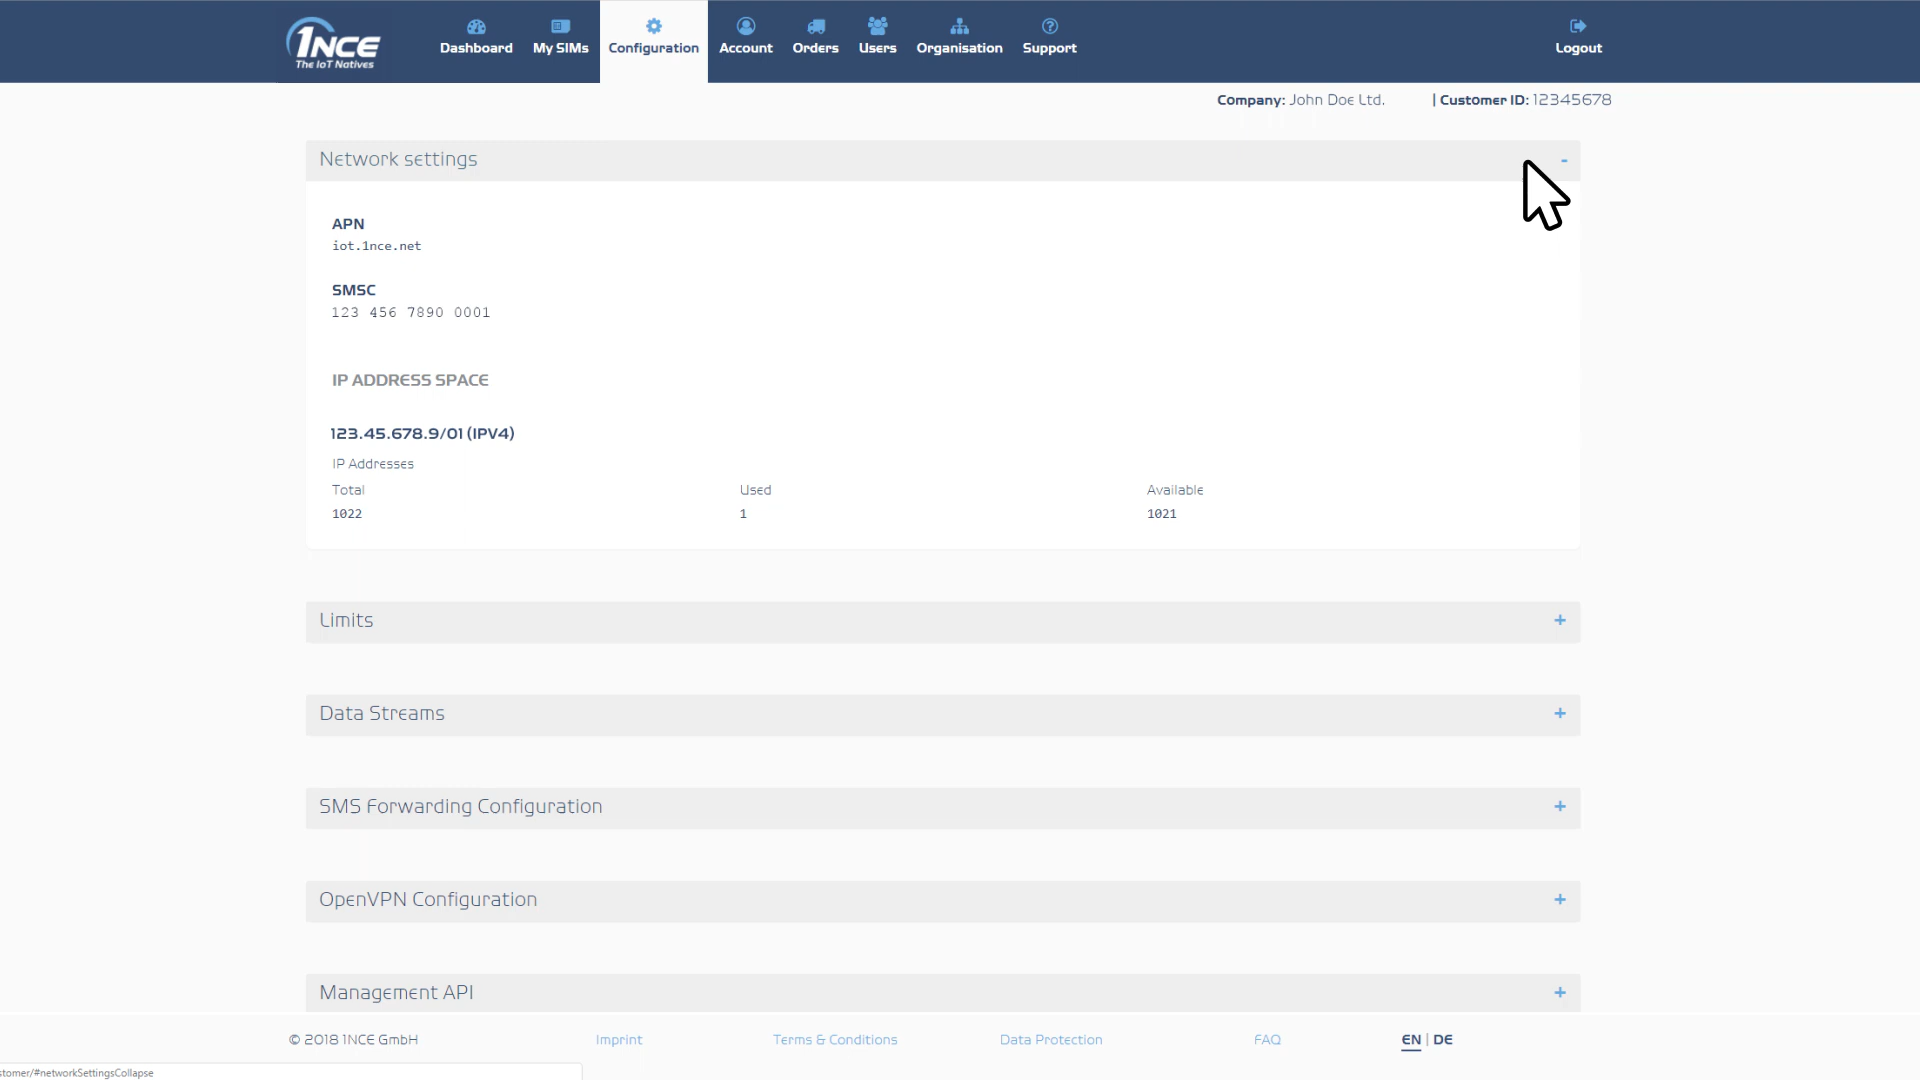 1NCE
The IoT Natives
Dashboard
My SIMs
Configuration
Account
Orders
Users
Organisation
Support
Logout
Company: John Doe Ltd. | Customer ID: 12345678
Network settings -
APN
iot.1nce.net
SMSC
123 456 7890 0001
IP ADDRESS SPACE
123.45.678.9/01 (IPV4)
IP Addresses
Total Used Available
1022 1 1021
Limits +
Data Streams +
SMS Forwarding Configuration +
OpenVPN Configuration +
Management API +
© 2018 1NCE GmbH Imprint Terms & Conditions Data Protection FAQ EN | DE
stomer/#networkSettingsCollapse